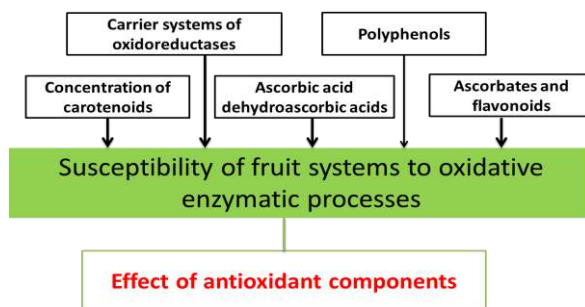 Carrier systems of
oxidoreductases
Polyphenols
Concentration of
carotenoids
Ascorbic acid
dehydroascorbic acids
Ascorbates and
flavonoids
Susceptibility of fruit systems to oxidative
enzymatic processes
Effect of antioxidant components